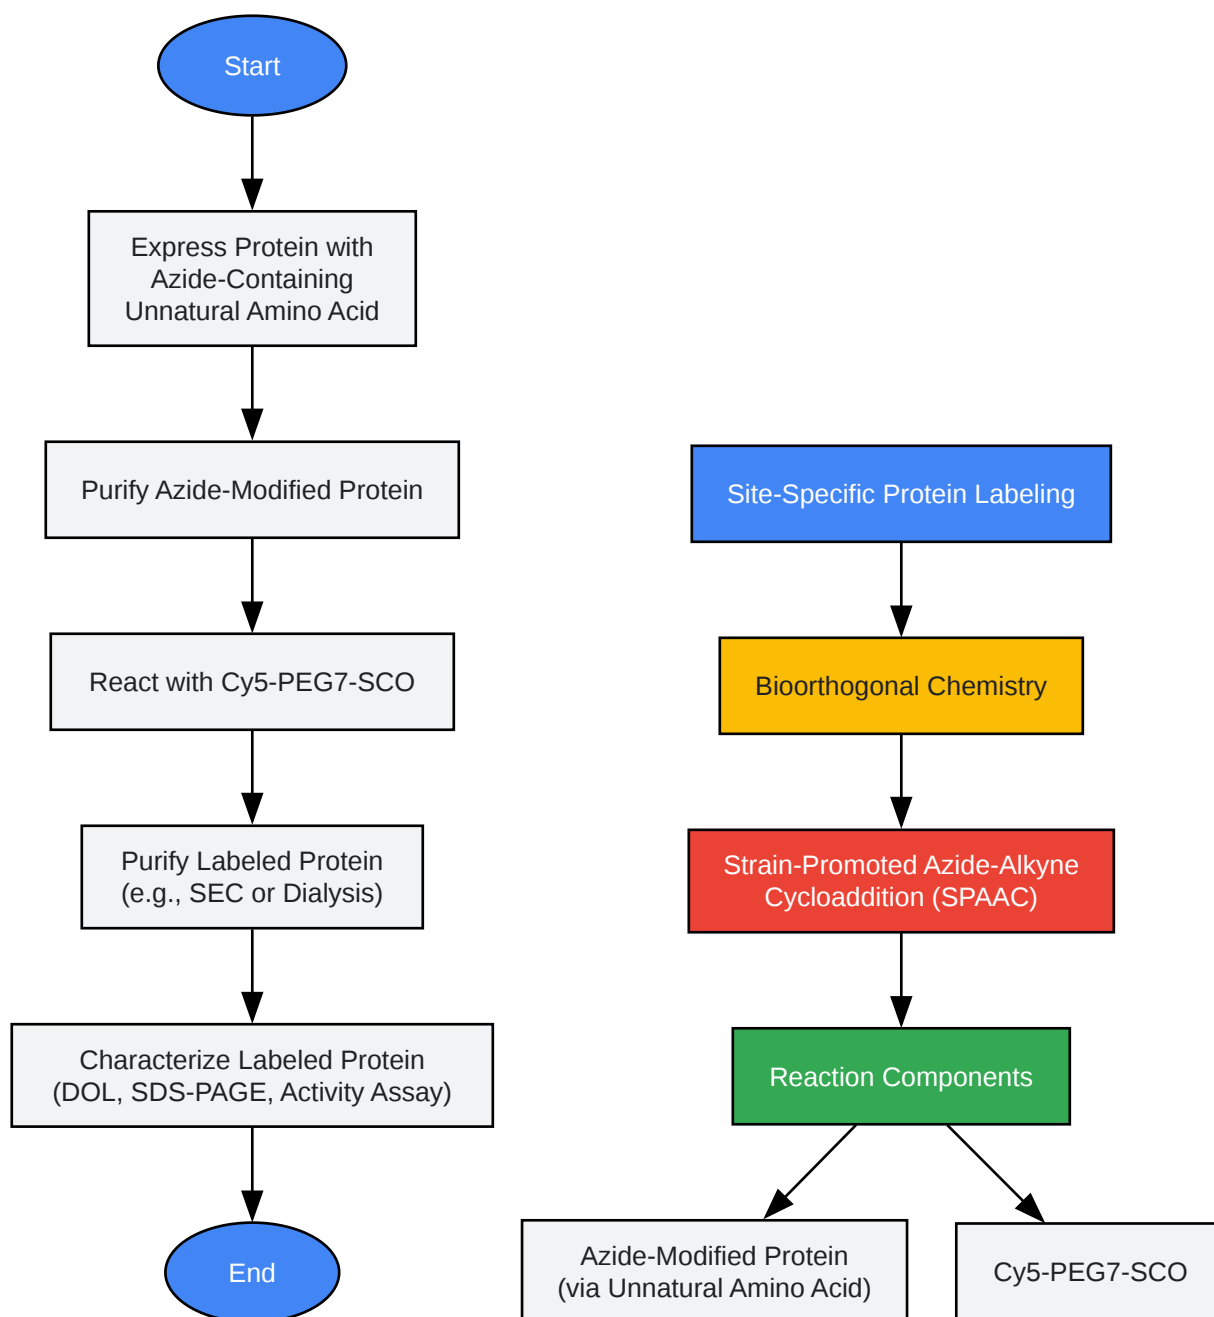 Start
Express Protein with
Azide-Containing
Unnatural Amino Acid
Purify Azide-Modified Protein
React with Cy5-PEG7-SCO
Purify Labeled Protein
(e.g., SEC or Dialysis)
Characterize Labeled Protein
(DOL, SDS-PAGE, Activity Assay)
End
Site-Specific Protein Labeling
Bioorthogonal Chemistry
Strain-Promoted Azide-Alkyne
Cycloaddition (SPAAC)
Reaction Components
Azide-Modified Protein
(via Unnatural Amino Acid)
Cy5-PEG7-SCO